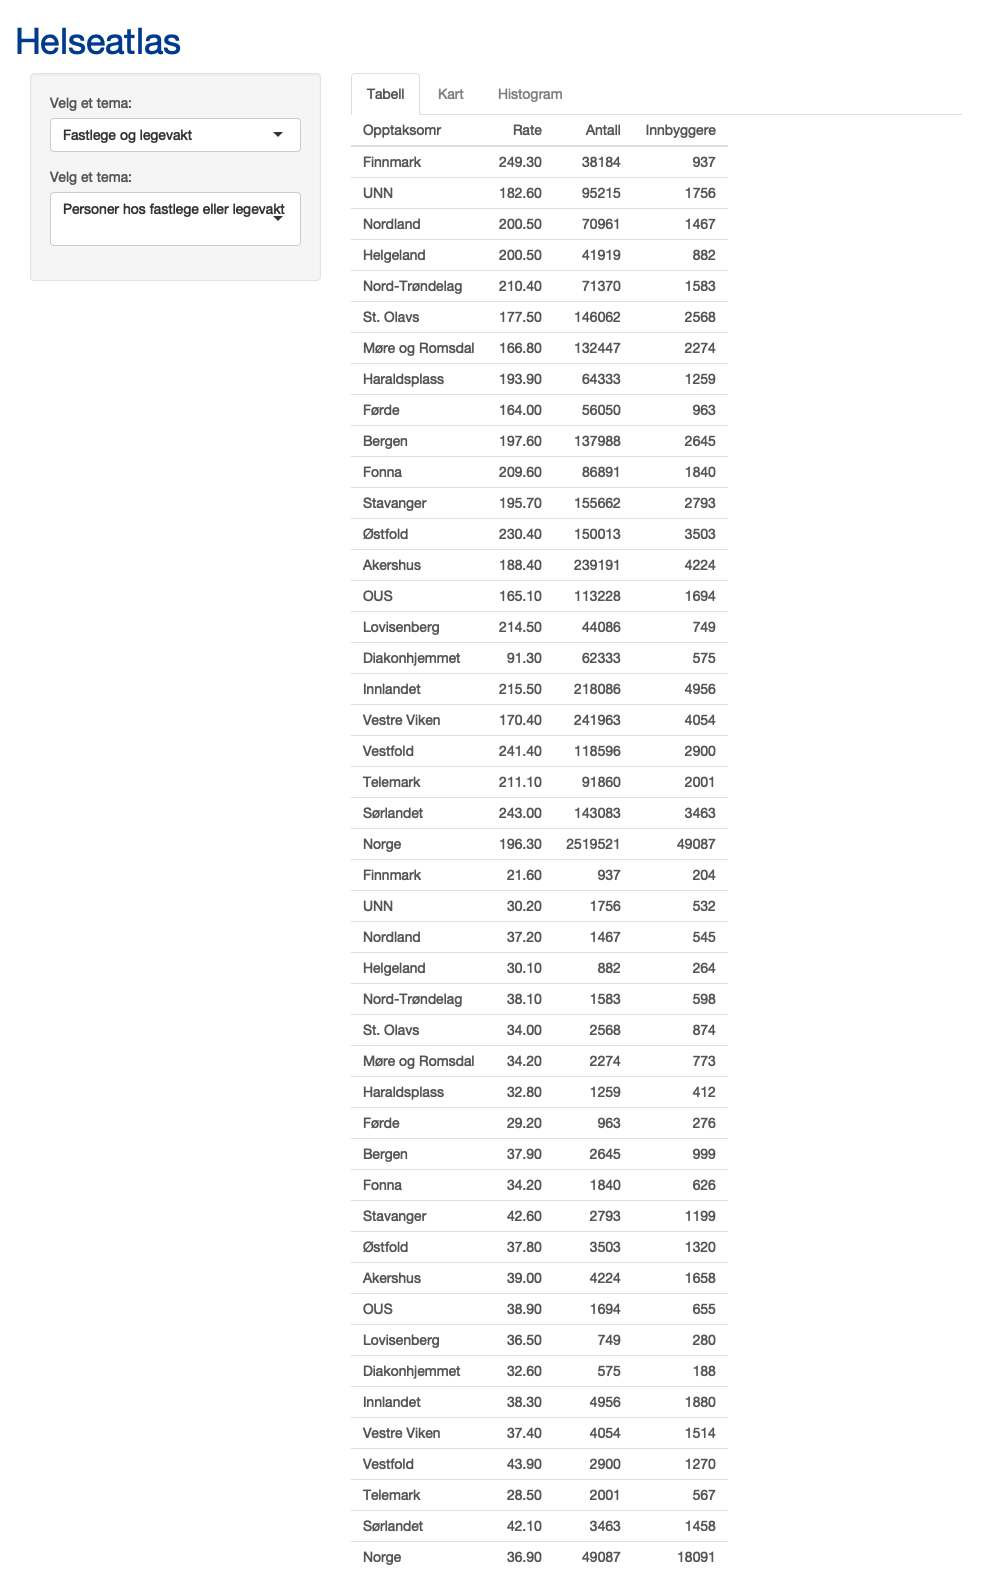 Helseatlas
Velg et tema:
Fastlege og legevakt
Velg et tema:
Personer hos fastlege eller legevakt
Tabell Kart Histogram
Opptaksomr Rate Antall Innbyggere
Finnmark 249.30 38184 937
UNN 182.60 95215 1756
Nordland 200.50 70961 1467
Helgeland 200.50 41919 882
Nord-Trøndelag 210.40 71370 1583
St. Olavs 177.50 146062 2568
Møre og Romsdal 166.80 132447 2274
Haraldsplass 193.90 64333 1259
Førde 164.00 56050 963
Bergen 197.60 137988 2645
Fonna 209.60 86891 1840
Stavanger 195.70 155662 2793
Østfold 230.40 150013 3503
Akershus 188.40 239191 4224
OUS 165.10 113228 1694
Lovisenberg 214.50 44086 749
Diakonhjemmet 91.30 62333 575
Innlandet 215.50 218086 4956
Vestre Viken 170.40 241963 4054
Vestfold 241.40 118596 2900
Telemark 211.10 91860 2001
Sørlandet 243.00 143083 3463
Norge 196.30 2519521 49087
Finnmark 21.60 937 204
UNN 30.20 1756 532
Nordland 37.20 1467 545
Helgeland 30.10 882 264
Nord-Trøndelag 38.10 1583 598
St. Olavs 34.00 2568 874
Møre og Romsdal 34.20 2274 773
Haraldsplass 32.80 1259 412
Førde 29.20 963 276
Bergen 37.90 2645 999
Fonna 34.20 1840 626
Stavanger 42.60 2793 1199
Østfold 37.80 3503 1320
Akershus 39.00 4224 1658
OUS 38.90 1694 655
Lovisenberg 36.50 749 280
Diakonhjemmet 32.60 575 188
Innlandet 38.30 4956 1880
Vestre Viken 37.40 4054 1514
Vestfold 43.90 2900 1270
Telemark 28.50 2001 567
Sørlandet 42.10 3463 1458
Norge 36.90 49087 18091